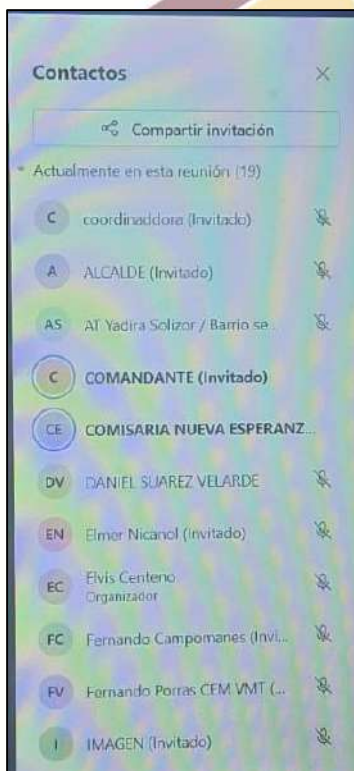 Contactos
Compartir invitación
Actualmente en esta reunión (19)
C coordinaddora (Invitado)
A ALCALDE (Invitado)
AS AT Yadira Solizor / Barrio se...
C COMANDANTE (Invitado)
CE COMISARIA NUEVA ESPERANZ...
DV DANIEL SUAREZ VELARDE
EN Elmer Nicanol (Invitado)
EC Elvis Centeno
Organizador
FC Fernando Campomanes (Invi...
FV Fernando Porras CEM VMT (...
I IMAGEN (Invitado)